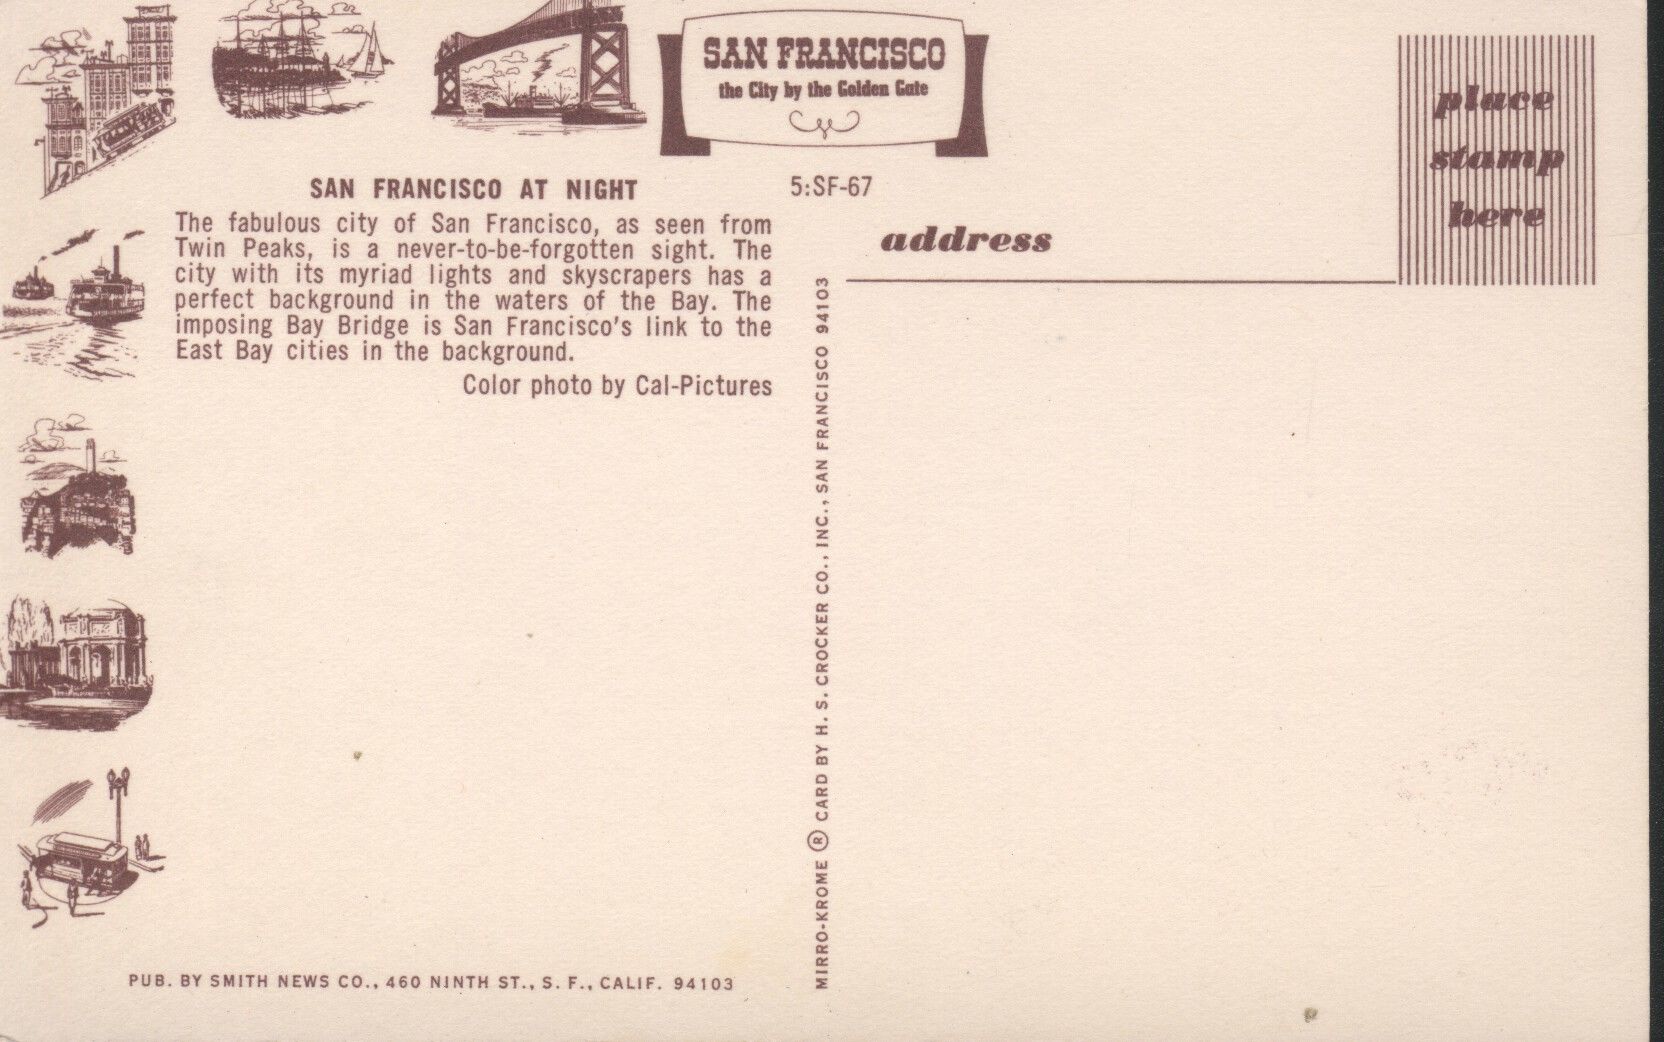 SAN FRANCISCO
the City by the Golden Gate
place
stamp
here
SAN FRANCISCO AT NIGHT
5:SF-67
The fabulous city of San Francisco, as seen from
Twin Peaks, is a never-to-be-forgotten sight. The
city with its myriad lights and skyscrapers has a
perfect background in the waters of the Bay. The
imposing Bay Bridge is San Francisco's link to the
East Bay cities in the background.
Color photo by Cal-Pictures
address
MIRRO-KROME ® CARD BY H. S. CROCKER CO., INC., SAN FRANCISCO 94103
PUB. BY SMITH NEWS CO., 460 NINTH ST., S. F., CALIF. 94103